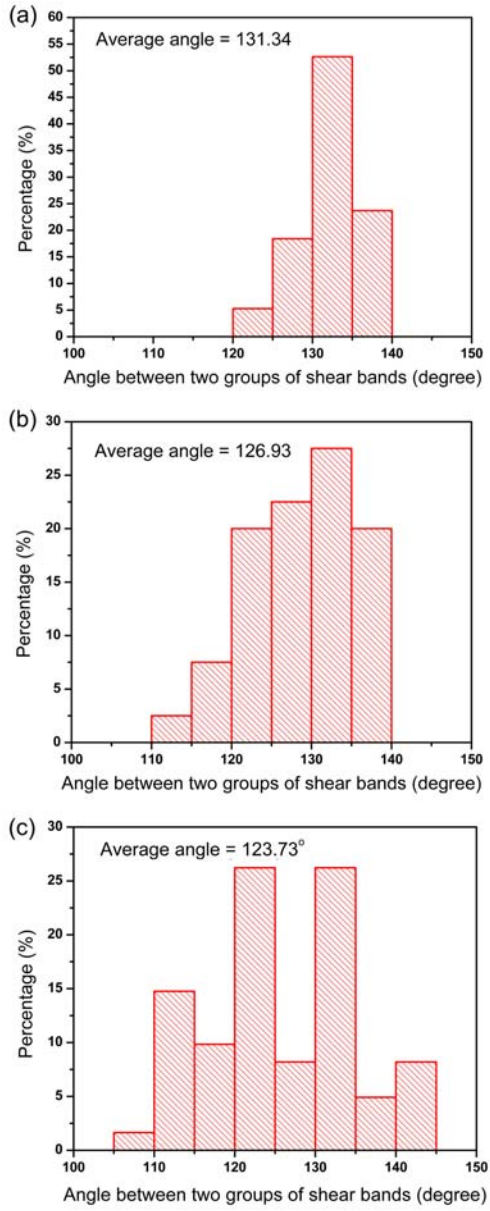 (a)
Average angle = 131.34
60
55
50
45
40
35
30
25
20
15
10
5
0
Percentage (%)
100 110 120 130 140 150
Angle between two groups of shear bands (degree)
(b)
Average angle = 126.93
30
25
20
15
10
5
0
Percentage (%)
100 110 120 130 140 150
Angle between two groups of shear bands (degree)
(c)
Average angle = 123.73°
30
25
20
15
10
5
0
Percentage (%)
100 110 120 130 140 150
Angle between two groups of shear bands (degree)